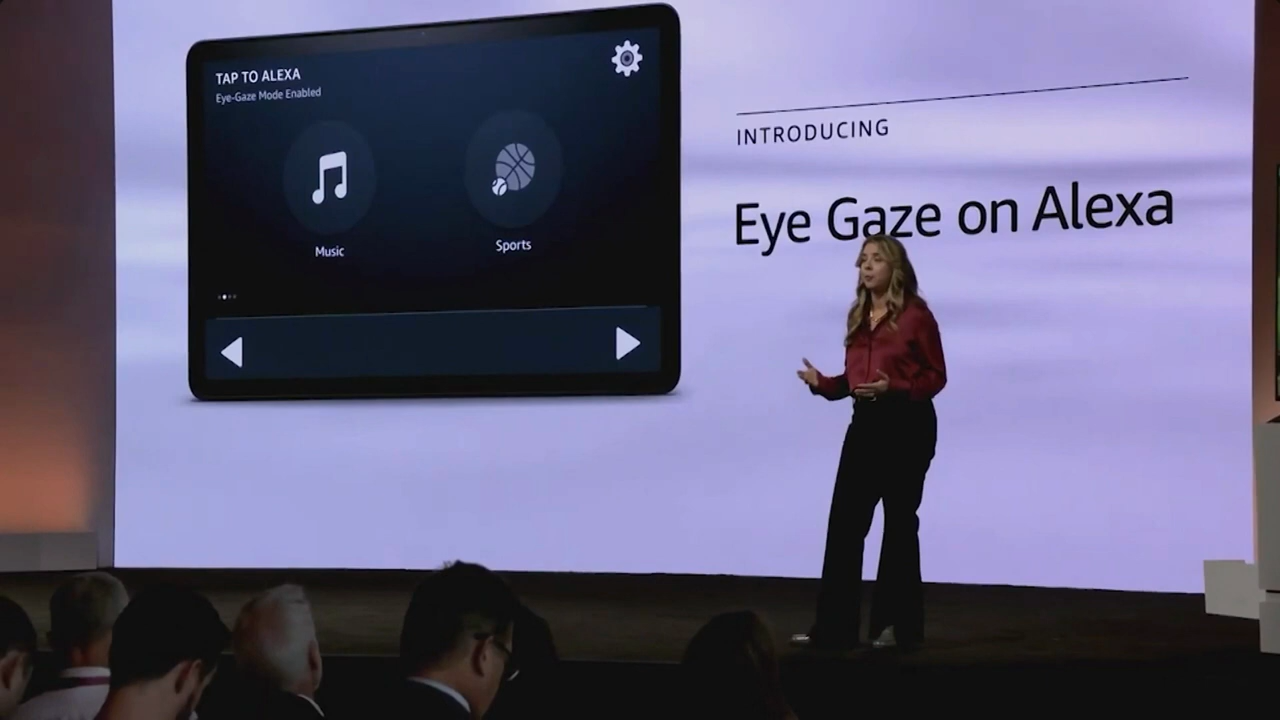 TAP TO ALEXA
Eye-Gaze Mode Enabled
Music
Sports
INTRODUCING
Eye Gaze on Alexa